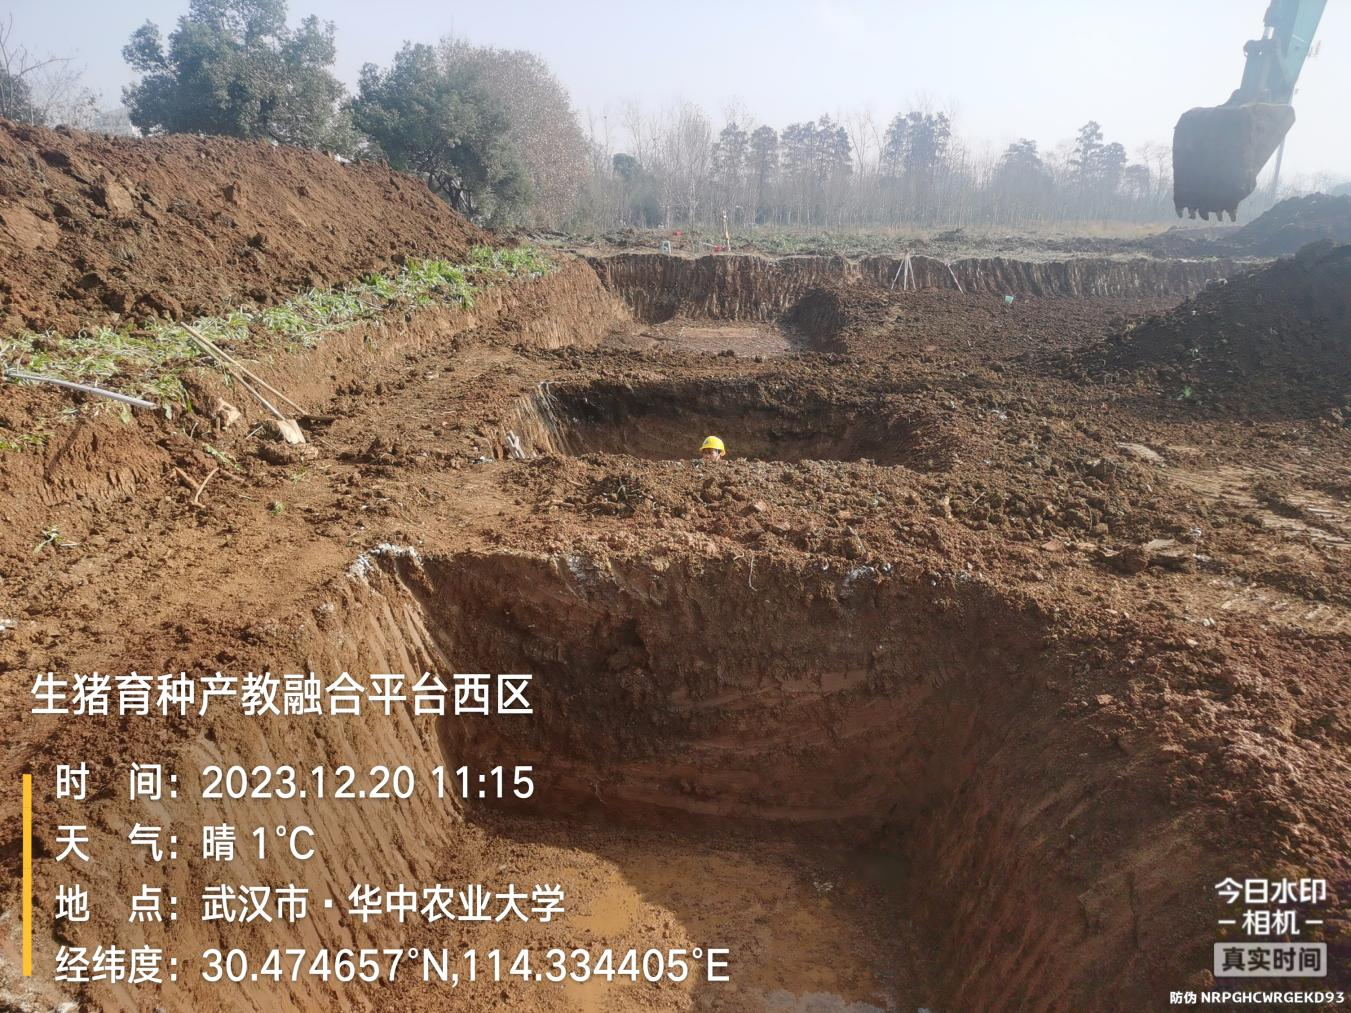 生猪育种产教融合平台西区
时 间：2023.12.20 11:15
天 气：晴 1℃
地 点：武汉市·华中农业大学
经纬度：30.474657°N,114.334405°E
今日水印
-相机-
真实时间
防伪 NRPGHCWRGEKD93